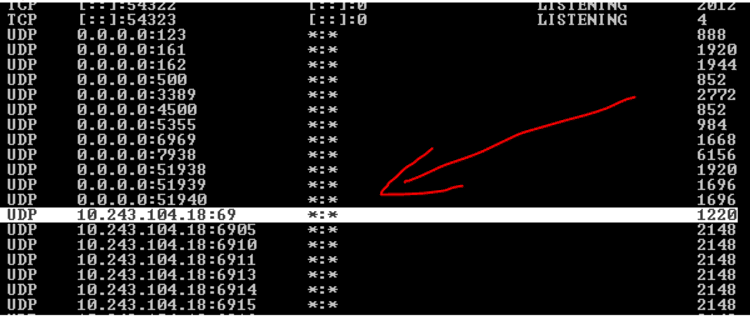 TCP [::]:54322 [::]:0 LISTENING 2012
TCP [::]:54323 [::]:0 LISTENING 4
UDP 0.0.0.0:123 *:* 888
UDP 0.0.0.0:161 *:* 1920
UDP 0.0.0.0:162 *:* 1944
UDP 0.0.0.0:500 *:* 852
UDP 0.0.0.0:3389 *:* 2772
UDP 0.0.0.0:4500 *:* 852
UDP 0.0.0.0:5355 *:* 984
UDP 0.0.0.0:6969 *:* 1668
UDP 0.0.0.0:7938 *:* 6156
UDP 0.0.0.0:51938 *:* 1920
UDP 0.0.0.0:51939 *:* 1696
UDP 0.0.0.0:51940 *:* 1696
UDP 10.243.104.18:69 *:* 1220
UDP 10.243.104.18:6905 *:* 2148
UDP 10.243.104.18:6910 *:* 2148
UDP 10.243.104.18:6911 *:* 2148
UDP 10.243.104.18:6913 *:* 2148
UDP 10.243.104.18:6914 *:* 2148
UDP 10.243.104.18:6915 *:* 2148